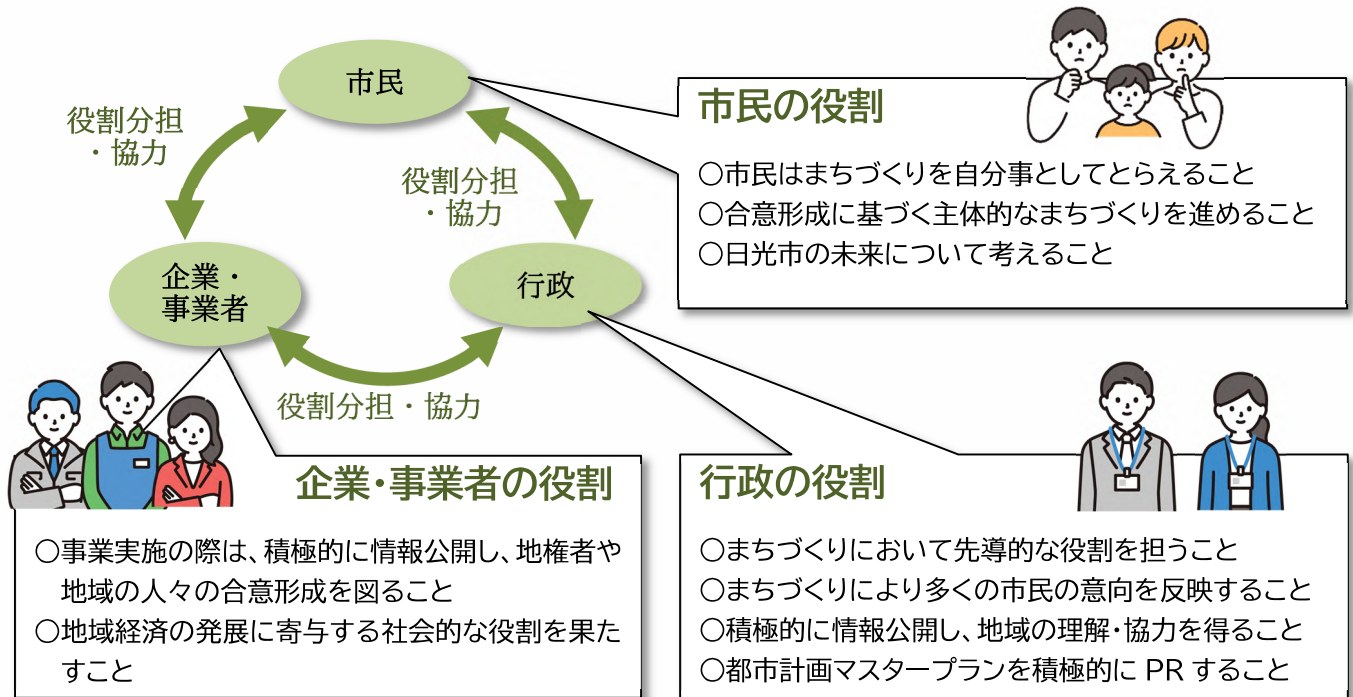 市民
役割分担
・協力
役割分担
・協力
企業・
事業者
行政
役割分担・協力
市民の役割
○市民はまちづくりを自分事としてとらえること
○合意形成に基づく主体的なまちづくりを進めること
○日光市の未来について考えること
企業・事業者の役割
○事業実施の際は、積極的に情報公開し、地権者や
地域の人々の合意形成を図ること
○地域経済の発展に寄与する社会的な役割を果た
すこと
行政の役割
○まちづくりにおいて先導的な役割を担うこと
○まちづくりにより多くの市民の意向を反映すること
○積極的に情報公開し、地域の理解・協力を得ること
○都市計画マスタープランを積極的に PR すること